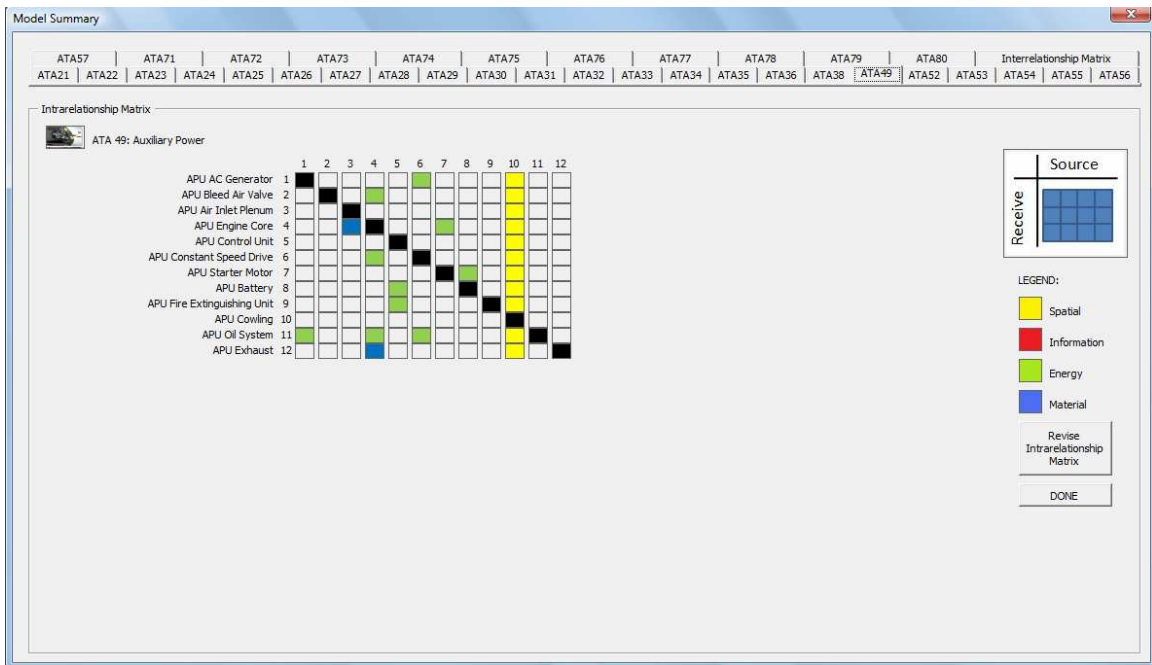 Model Summary
ATA57 ATA71 ATA72 ATA73 ATA74 ATA75 ATA76 ATA77 ATA78 ATA79 ATA80 Interrelationship Matrix
ATA21 ATA22 ATA23 ATA24 ATA25 ATA26 ATA27 ATA28 ATA29 ATA30 ATA31 ATA32 ATA33 ATA34 ATA35 ATA36 ATA38 ATA49 ATA52 ATA53 ATA54 ATA55 ATA56
Intrarelationship Matrix
ATA 49: Auxiliary Power
1 2 3 4 5 6 7 8 9 10 11 12
APU AC Generator 1
APU Bleed Air Valve 2
APU Air Inlet Plenum 3
APU Engine Core 4
APU Control Unit 5
APU Constant Speed Drive 6
APU Starter Motor 7
APU Battery 8
APU Fire Extinguishing Unit 9
APU Cowling 10
APU Oil System 11
APU Exhaust 12
Source
Receive
LEGEND:
Spatial
Information
Energy
Material
Revise
Intrarelationship
Matrix
DONE